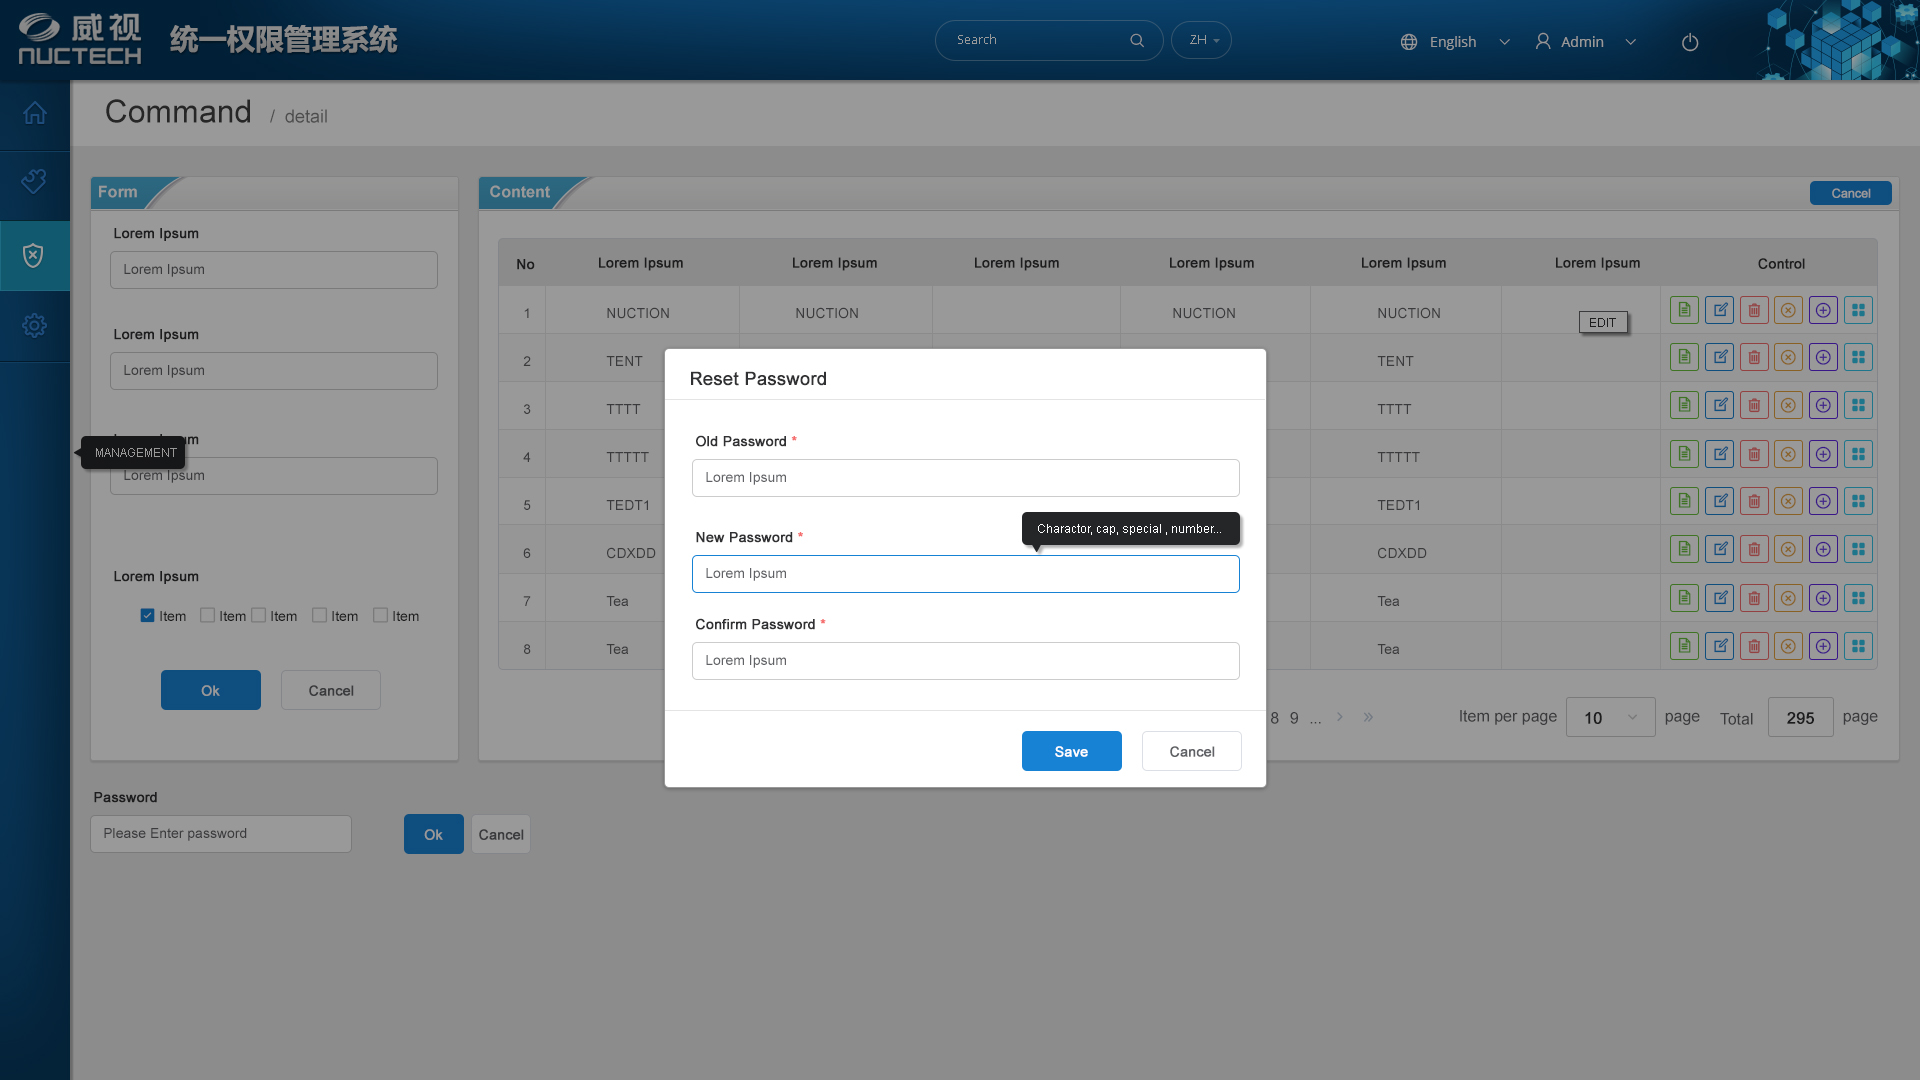 威视
NUCTECH
统一权限管理系统
Search
ZH
English
Admin
Command / detail
Form
Lorem Ipsum
Lorem Ipsum
Lorem Ipsum
Lorem Ipsum
MANAGEMENT
Lorem Ipsum
Lorem Ipsum
Item Item Item Item Item
Ok Cancel
Content
Cancel
No Lorem Ipsum Lorem Ipsum Lorem Ipsum Lorem Ipsum Lorem Ipsum Lorem Ipsum Control
1 NUCTION NUCTION NUCTION NUCTION
EDIT
2 TENT TENT
3 TTTT TTTT
4 TTTTT TTTTT
5 TEDT1 TEDT1
6 CDXDD CDXDD
7 Tea Tea
8 Tea Tea
8 9 ... Item per page 10 page Total 295 page
Reset Password
Old Password *
Lorem Ipsum
Charactor, cap, special , number...
New Password *
Lorem Ipsum
Confirm Password *
Lorem Ipsum
Save Cancel
Password
Please Enter password
Ok Cancel